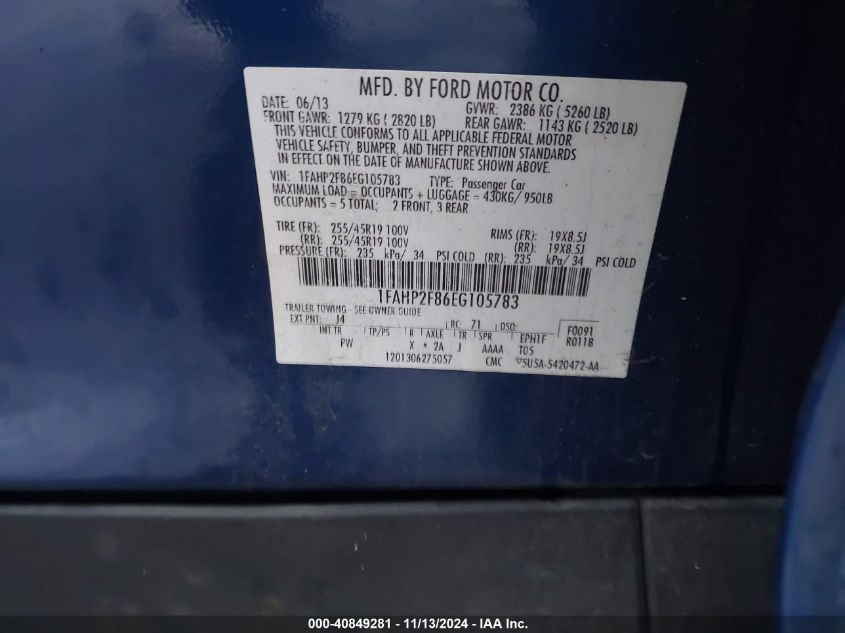 MFD. BY FORD MOTOR CO.
DATE: 06/13 GVWR: 2386 KG ( 5260 LB)
FRONT GAWR: 1279 KG ( 2820 LB) REAR GAWR: 1143 KG ( 2520 LB)
THIS VEHICLE CONFORMS TO ALL APPLICABLE FEDERAL MOTOR
VEHICLE SAFETY, BUMPER, AND THEFT PREVENTION STANDARDS
IN EFFECT ON THE DATE OF MANUFACTURE SHOWN ABOVE.
VIN: 1FAHP2F86EG105783 TYPE: Passenger Car
MAXIMUM LOAD = OCCUPANTS + LUGGAGE = 430KG/ 950LB
OCCUPANTS = 5 TOTAL; 2 FRONT, 3 REAR
TIRE (FR): 255/45R19 100V RIMS (FR): 19X8.5J
(RR): 255/45R19 100V (RR): 19X8.5J
PRESSURE (FR): 235 kPa/ 34 PSI COLD (RR): 235 kPa/34 PSI COLD
1FAHP2F86EG105783
TRAILER TOWING - SEE OWNER GUIDE
EXT PNT: J4 RC: 71 DSO: F0091
INT TR TP/PS R AXLE TR SPR EPH1F R0118
PW X * 2A J AAAA T05
1201306275057 CMC 5U5A-5420472-AA
000-40849281 - 11/13/2024 - IAA Inc.